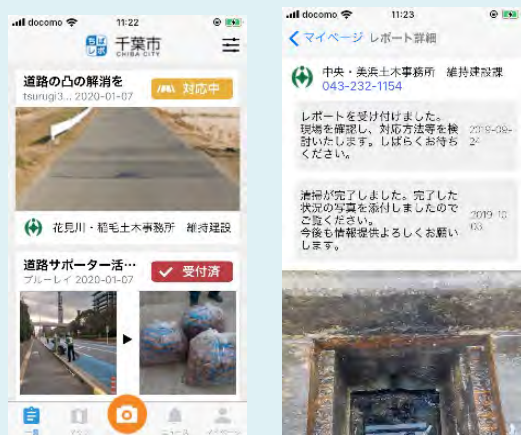 docomo 11:22
ちばレポ 千葉市
CHIBA CITY
道路の凸の解消を
tsurugi3... 2020-01-07
対応中
花見川・稲毛土木事務所 維持建設
道路サポーター活…
ブルーレイ 2020-01-07
受付済
docomo 11:23
マイページ レポート詳細
中央・美浜土木事務所 維持建設課
043-232-1154
レポートを受け付けました。
現場を確認し、対応方法等を検
討いたします。しばらくお待ち
ください。
2019-09-
24
清掃が完了しました。完了した
状況の写真を添付しましたので
ご覧ください。
今後も情報提供よろしくお願い
します。
2019-10-
03